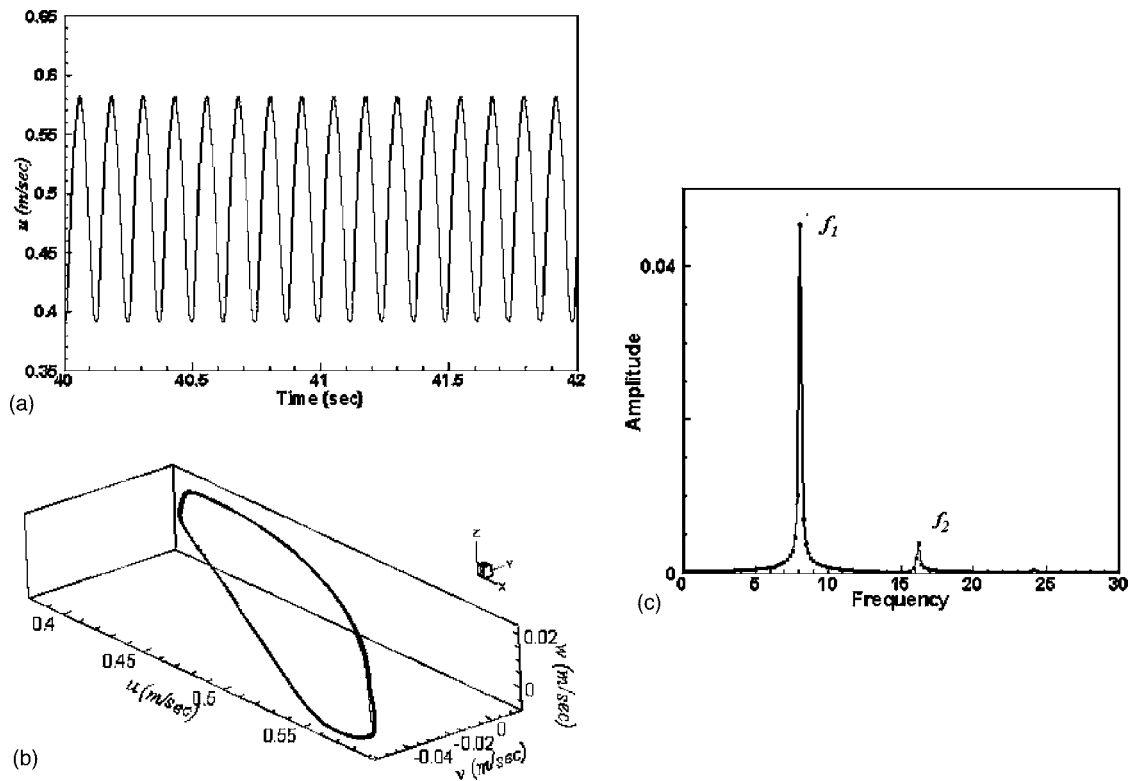 0.65
0.6
0.55
0.5
0.45
0.4
0.35
u (m/sec)
40
40.5
41
41.5
42
Time (sec)
(a)
0.4
0.45
0.5
0.55
u (m/sec)
-0.04
-0.02
0
v (m/sec)
0.02
0
w (m/sec)
Z
Y
X
(b)
f1
f2
0.04
0
Amplitude
0
5
10
15
20
25
30
Frequency
(c)